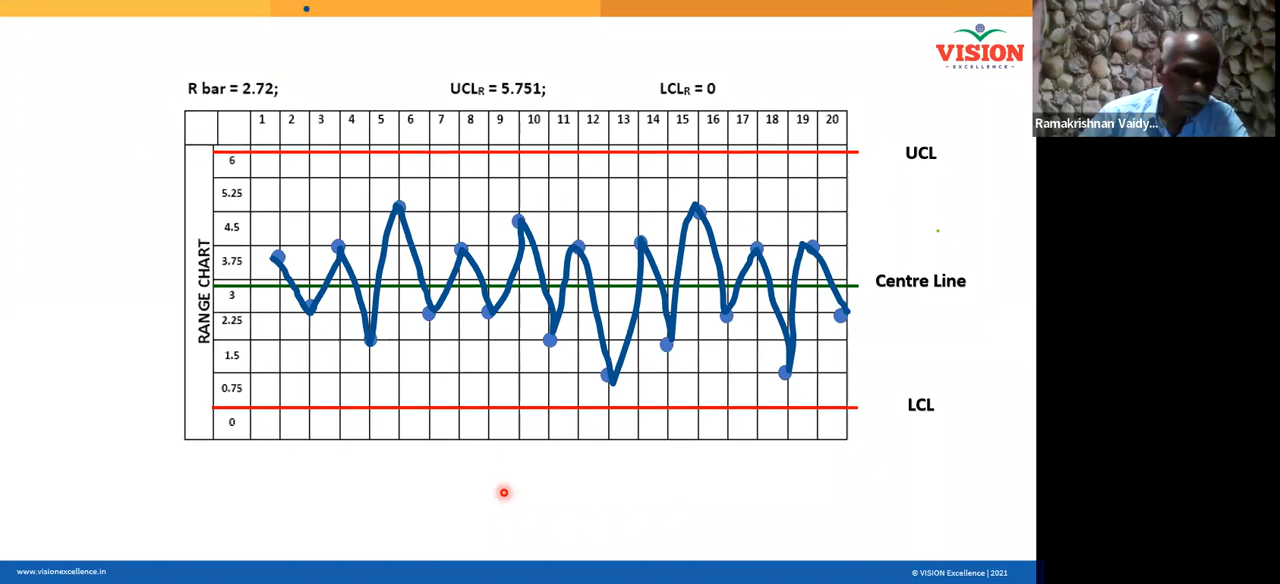 VISION
EXCELLENCE
Ramakrishnan Vaidy...
R bar = 2.72; UCLR = 5.751; LCLR = 0
1 2 3 4 5 6 7 8 9 10 11 12 13 14 15 16 17 18 19 20
6
UCL
5.25
4.5
3.75
Centre Line
3
2.25
1.5
0.75
LCL
0
RANGE CHART
www.visionexcellence.in
© VISION Excellence | 2021